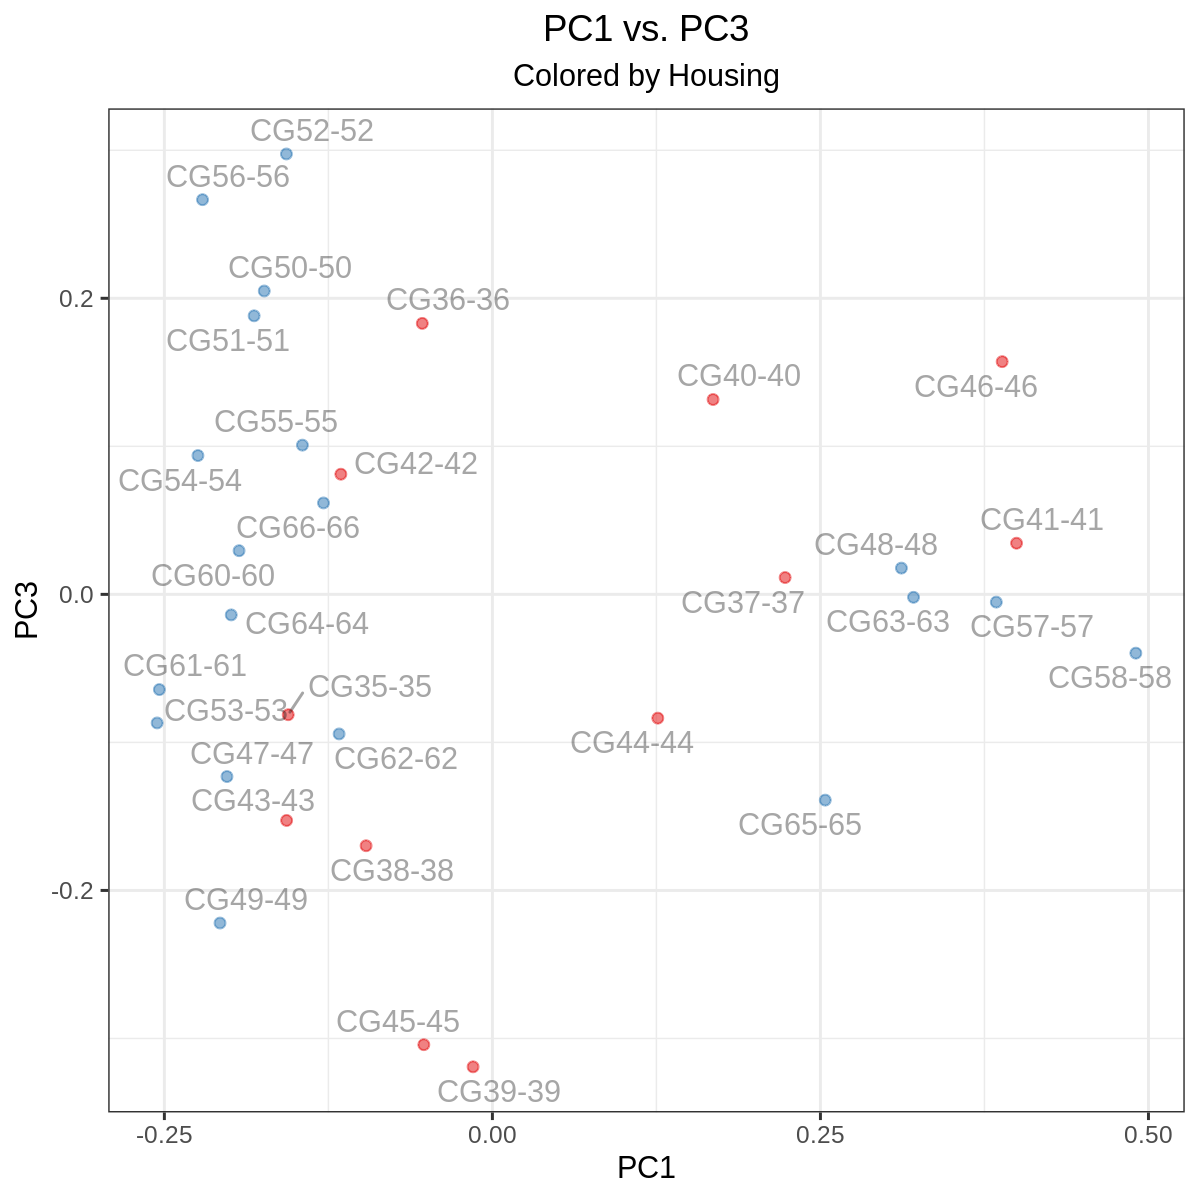 PC1 vs. PC3
Colored by Housing
CG52-52
CG56-56
CG50-50
CG36-36
0.2
CG51-51
CG40-40
CG46-46
CG55-55
CG42-42
CG54-54
CG41-41
CG66-66
CG48-48
CG60-60
0.0
CG37-37
CG63-63
CG64-64
CG57-57
PC3
CG61-61
CG58-58
CG35-35
CG53-53
CG44-44
CG47-47
CG62-62
CG43-43
CG65-65
CG38-38
-0.2
CG49-49
CG45-45
CG39-39
-0.25 0.00 0.25 0.50
PC1